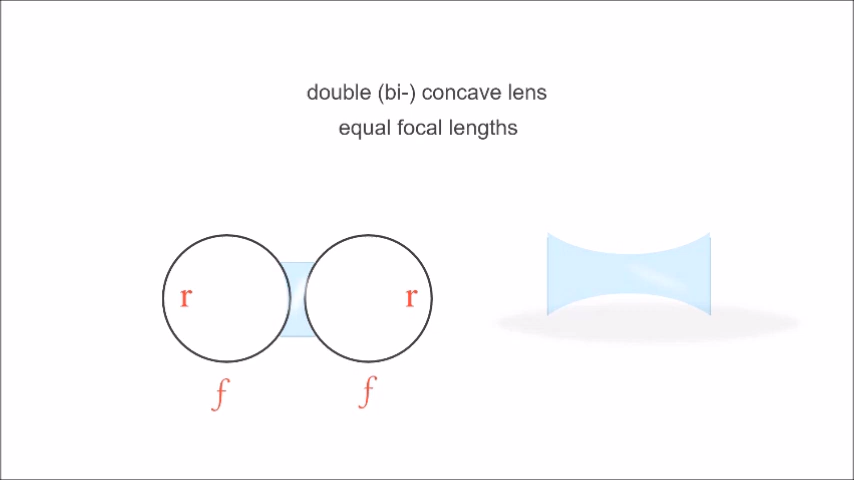 double (bi-) concave lens
equal focal lengths
r r
f f